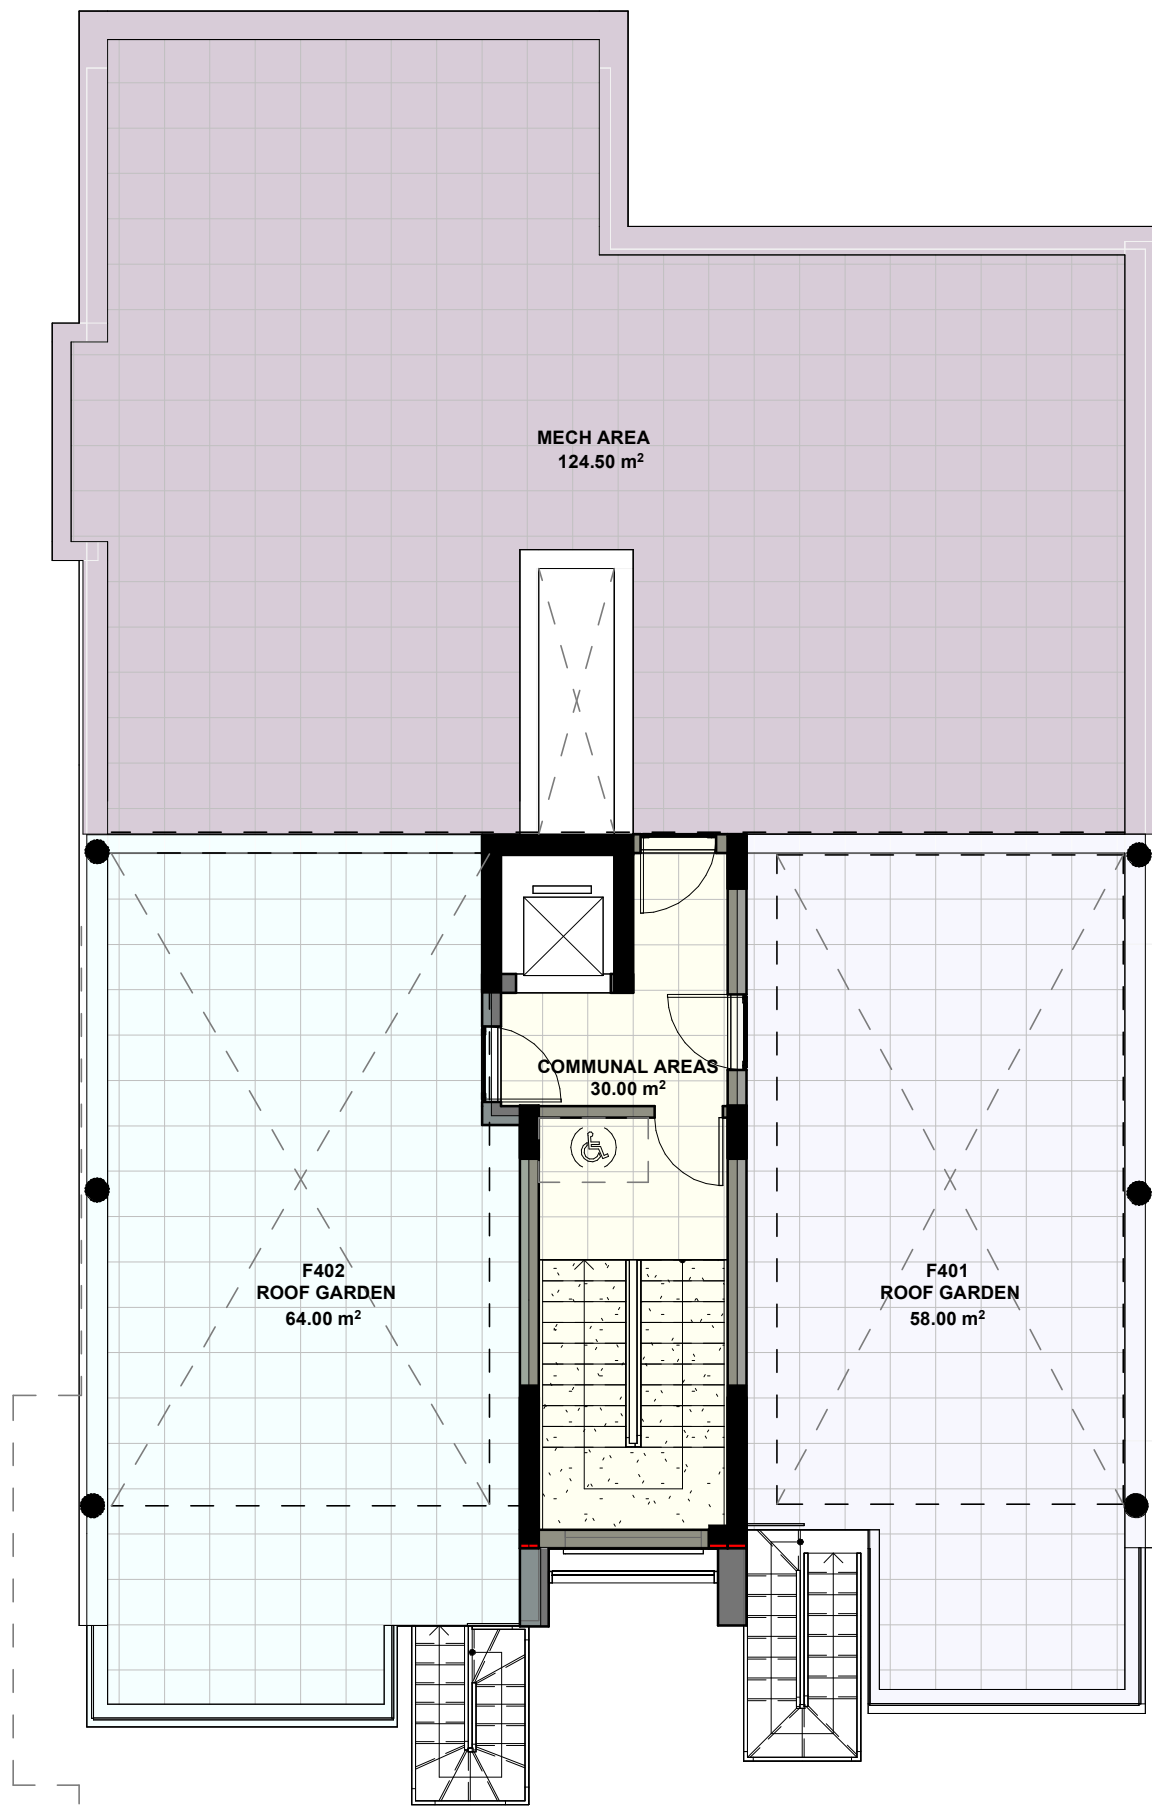 MECH AREA
124.50 m²
COMMUNAL AREAS
30.00 m²
F402
ROOF GARDEN
64.00 m²
F401
ROOF GARDEN
58.00 m²